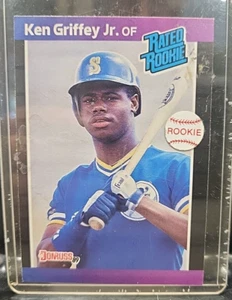 Ken Griffey Jr. OF
RATED
ROOKIE
ROOKIE
S
DONRUSS